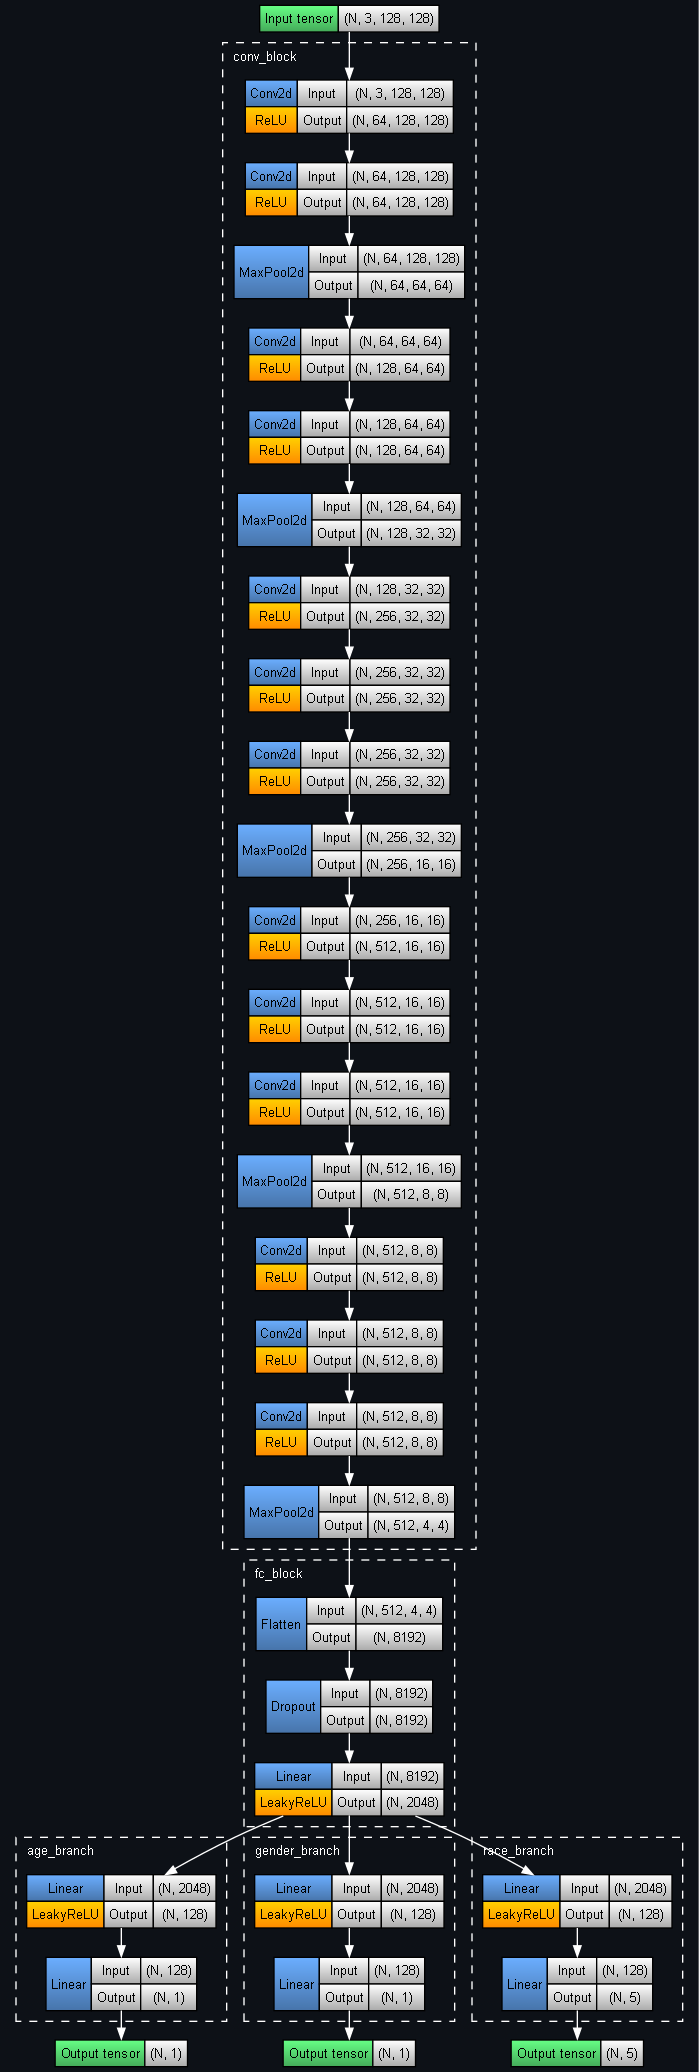 Input tensor (N, 3, 128, 128)
conv_block
Conv2d Input (N, 3, 128, 128)
ReLU Output (N, 64, 128, 128)
Conv2d Input (N, 64, 128, 128)
ReLU Output (N, 64, 128, 128)
MaxPool2d
Input (N, 64, 128, 128)
Output (N, 64, 64, 64)
Conv2d Input (N, 64, 64, 64)
ReLU Output (N, 128, 64, 64)
Conv2d Input (N, 128, 64, 64)
ReLU Output (N, 128, 64, 64)
MaxPool2d
Input (N, 128, 64, 64)
Output (N, 128, 32, 32)
Conv2d Input (N, 128, 32, 32)
ReLU Output (N, 256, 32, 32)
Conv2d Input (N, 256, 32, 32)
ReLU Output (N, 256, 32, 32)
Conv2d Input (N, 256, 32, 32)
ReLU Output (N, 256, 32, 32)
MaxPool2d
Input (N, 256, 32, 32)
Output (N, 256, 16, 16)
Conv2d Input (N, 256, 16, 16)
ReLU Output (N, 512, 16, 16)
Conv2d Input (N, 512, 16, 16)
ReLU Output (N, 512, 16, 16)
Conv2d Input (N, 512, 16, 16)
ReLU Output (N, 512, 16, 16)
MaxPool2d
Input (N, 512, 16, 16)
Output (N, 512, 8, 8)
Conv2d Input (N, 512, 8, 8)
ReLU Output (N, 512, 8, 8)
Conv2d Input (N, 512, 8, 8)
ReLU Output (N, 512, 8, 8)
Conv2d Input (N, 512, 8, 8)
ReLU Output (N, 512, 8, 8)
MaxPool2d
Input (N, 512, 8, 8)
Output (N, 512, 4, 4)
fc_block
Flatten
Input (N, 512, 4, 4)
Output (N, 8192)
Dropout
Input (N, 8192)
Output (N, 8192)
Linear Input (N, 8192)
LeakyReLU Output (N, 2048)
age_branch
Linear Input (N, 2048)
LeakyReLU Output (N, 128)
Linear
Input (N, 128)
Output (N, 1)
Output tensor (N, 1)
gender_branch
Linear Input (N, 2048)
LeakyReLU Output (N, 128)
Linear
Input (N, 128)
Output (N, 1)
Output tensor (N, 1)
race_branch
Linear Input (N, 2048)
LeakyReLU Output (N, 128)
Linear
Input (N, 128)
Output (N, 5)
Output tensor (N, 5)